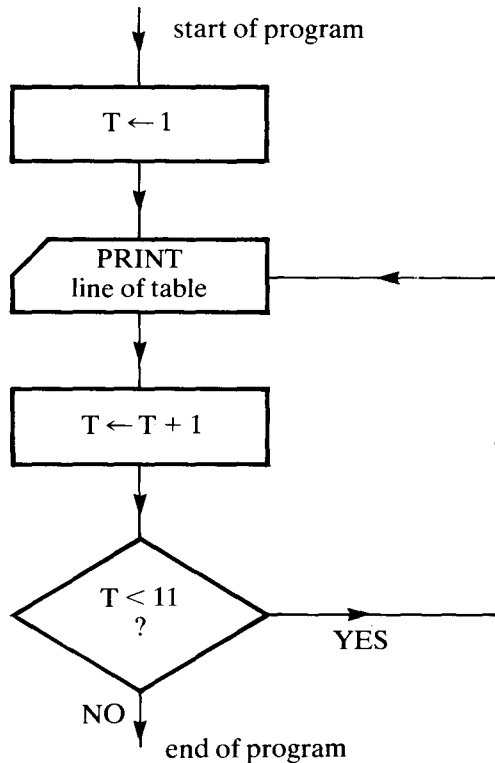 start of program
T ← 1
PRINT
line of table
T ← T + 1
T < 11
?
YES
NO
end of program